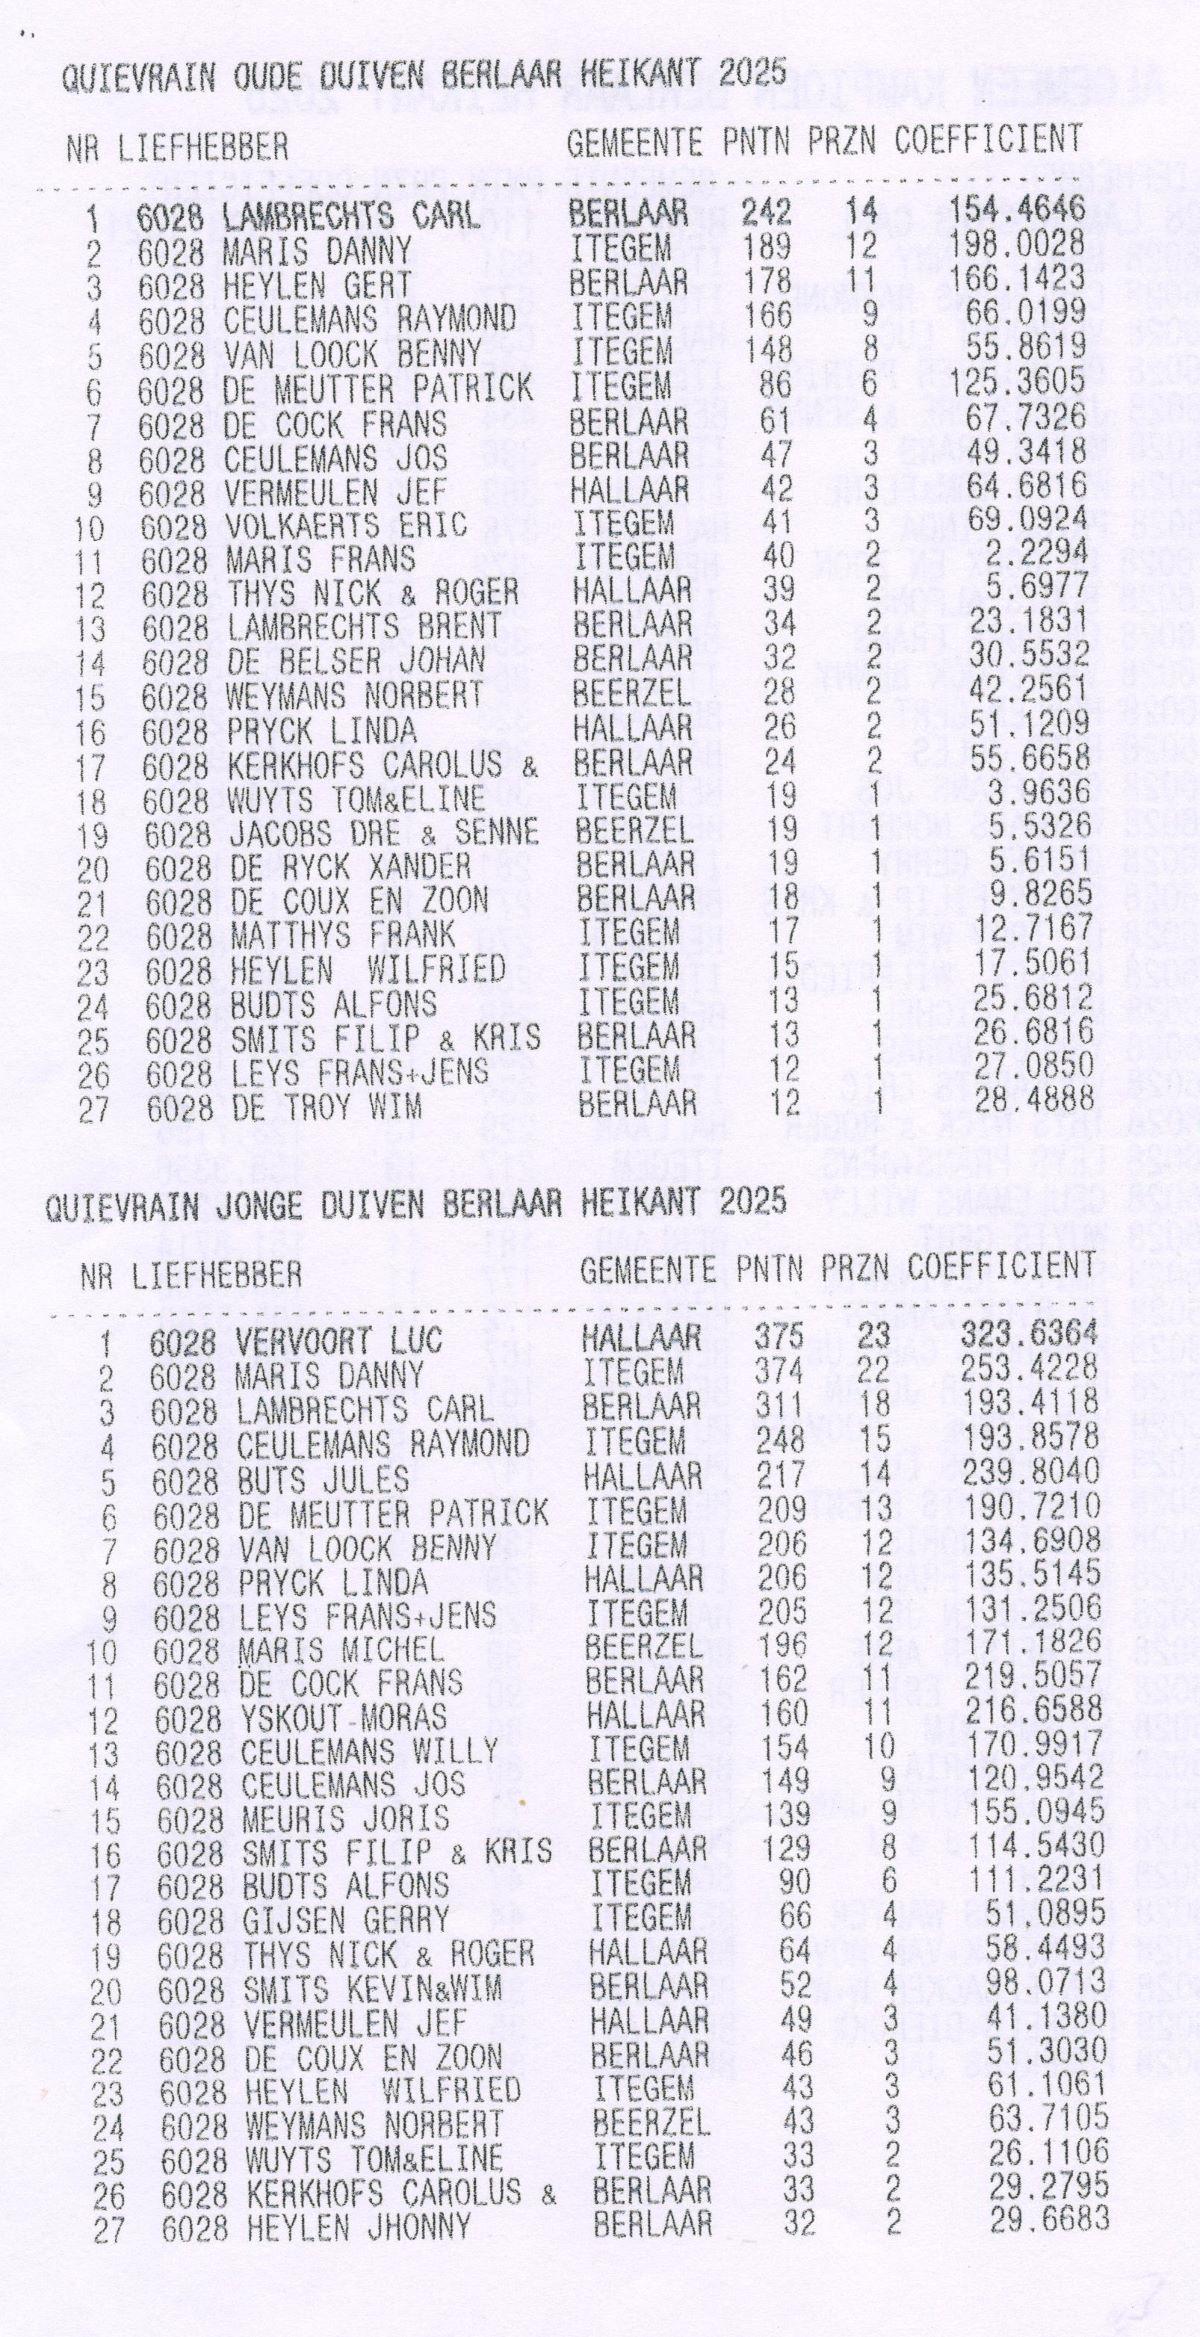 QUIEVRAIN OUDE DUIVEN BERLAAR HEIKANT 2025
NR LIEFHEBBER GEMEENTE PNTN PRZN COEFFICIENT
1 6028 LAMBRECHTS CARL BERLAAR 242 14 154.4646
2 6028 MARIS DANNY ITEGEM 189 12 198.0028
3 6028 HEYLEN GERT BERLAAR 178 11 166.1423
4 6028 CEULEMANS RAYMOND ITEGEM 166 9 66.0199
5 6028 VAN LOOCK BENNY ITEGEM 148 8 55.8619
6 6028 DE MEUTTER PATRICK ITEGEM 86 6 125.3605
7 6028 DE COCK FRANS BERLAAR 61 4 67.7326
8 6028 CEULEMANS JOS BERLAAR 47 3 49.3418
9 6028 VERMEULEN JEF HALLAAR 42 3 64.6816
10 6028 VOLKAERTS ERIC ITEGEM 41 3 69.0924
11 6028 MARIS FRANS ITEGEM 40 2 2.2294
12 6028 THYS NICK & ROGER HALLAAR 39 2 5.6977
13 6028 LAMBRECHTS BRENT BERLAAR 34 2 23.1831
14 6028 DE BELSER JOHAN BERLAAR 32 2 30.5532
15 6028 WEYMANS NORBERT BEERZEL 28 2 42.2561
16 6028 PRYCK LINDA HALLAAR 26 2 51.1209
17 6028 KERKHOFS CAROLUS & BERLAAR 24 2 55.6658
18 6028 WUYTS TOM&ELINE ITEGEM 19 1 3.9636
19 6028 JACOBS DRE & SENNE BEERZEL 19 1 5.5326
20 6028 DE RYCK XANDER BERLAAR 19 1 5.6151
21 6028 DE COUX EN ZOON BERLAAR 18 1 9.8265
22 6028 MATTHYS FRANK ITEGEM 17 1 12.7167
23 6028 HEYLEN WILFRIED ITEGEM 15 1 17.5061
24 6028 BUDTS ALFONS ITEGEM 13 1 25.6812
25 6028 SMITS FILIP & KRIS BERLAAR 13 1 26.6816
26 6028 LEYS FRANS+JENS ITEGEM 12 1 27.0850
27 6028 DE TROY WIM BERLAAR 12 1 28.4888
QUIEVRAIN JONGE DUIVEN BERLAAR HEIKANT 2025
NR LIEFHEBBER GEMEENTE PNTN PRZN COEFFICIENT
1 6028 VERVOORT LUC HALLAAR 375 23 323.6364
2 6028 MARIS DANNY ITEGEM 374 22 253.4228
3 6028 LAMBRECHTS CARL BERLAAR 311 18 193.4118
4 6028 CEULEMANS RAYMOND ITEGEM 248 15 193.8578
5 6028 BUTS JULES HALLAAR 217 14 239.8040
6 6028 DE MEUTTER PATRICK ITEGEM 209 13 190.7210
7 6028 VAN LOOCK BENNY ITEGEM 206 12 134.6908
8 6028 PRYCK LINDA HALLAAR 206 12 135.5145
9 6028 LEYS FRANS+JENS ITEGEM 205 12 131.2506
10 6028 MARIS MICHEL BEERZEL 196 12 171.1826
11 6028 DE COCK FRANS BERLAAR 162 11 219.5057
12 6028 YSKOUT-MORAS HALLAAR 160 11 216.6588
13 6028 CEULEMANS WILLY ITEGEM 154 10 170.9917
14 6028 CEULEMANS JOS BERLAAR 149 9 120.9542
15 6028 MEURIS JORIS ITEGEM 139 9 155.0945
16 6028 SMITS FILIP & KRIS BERLAAR 129 8 114.5430
17 6028 BUDTS ALFONS ITEGEM 90 6 111.2231
18 6028 GIJSEN GERRY ITEGEM 66 4 51.0895
19 6028 THYS NICK & ROGER HALLAAR 64 4 58.4493
20 6028 SMITS KEVIN&WIM BERLAAR 52 4 98.0713
21 6028 VERMEULEN JEF HALLAAR 49 3 41.1380
22 6028 DE COUX EN ZOON BERLAAR 46 3 51.3030
23 6028 HEYLEN WILFRIED ITEGEM 43 3 61.1061
24 6028 WEYMANS NORBERT BEERZEL 43 3 63.7105
25 6028 WUYTS TOM&ELINE ITEGEM 33 2 26.1106
26 6028 KERKHOFS CAROLUS & BERLAAR 33 2 29.2795
27 6028 HEYLEN JHONNY BERLAAR 32 2 29.6683